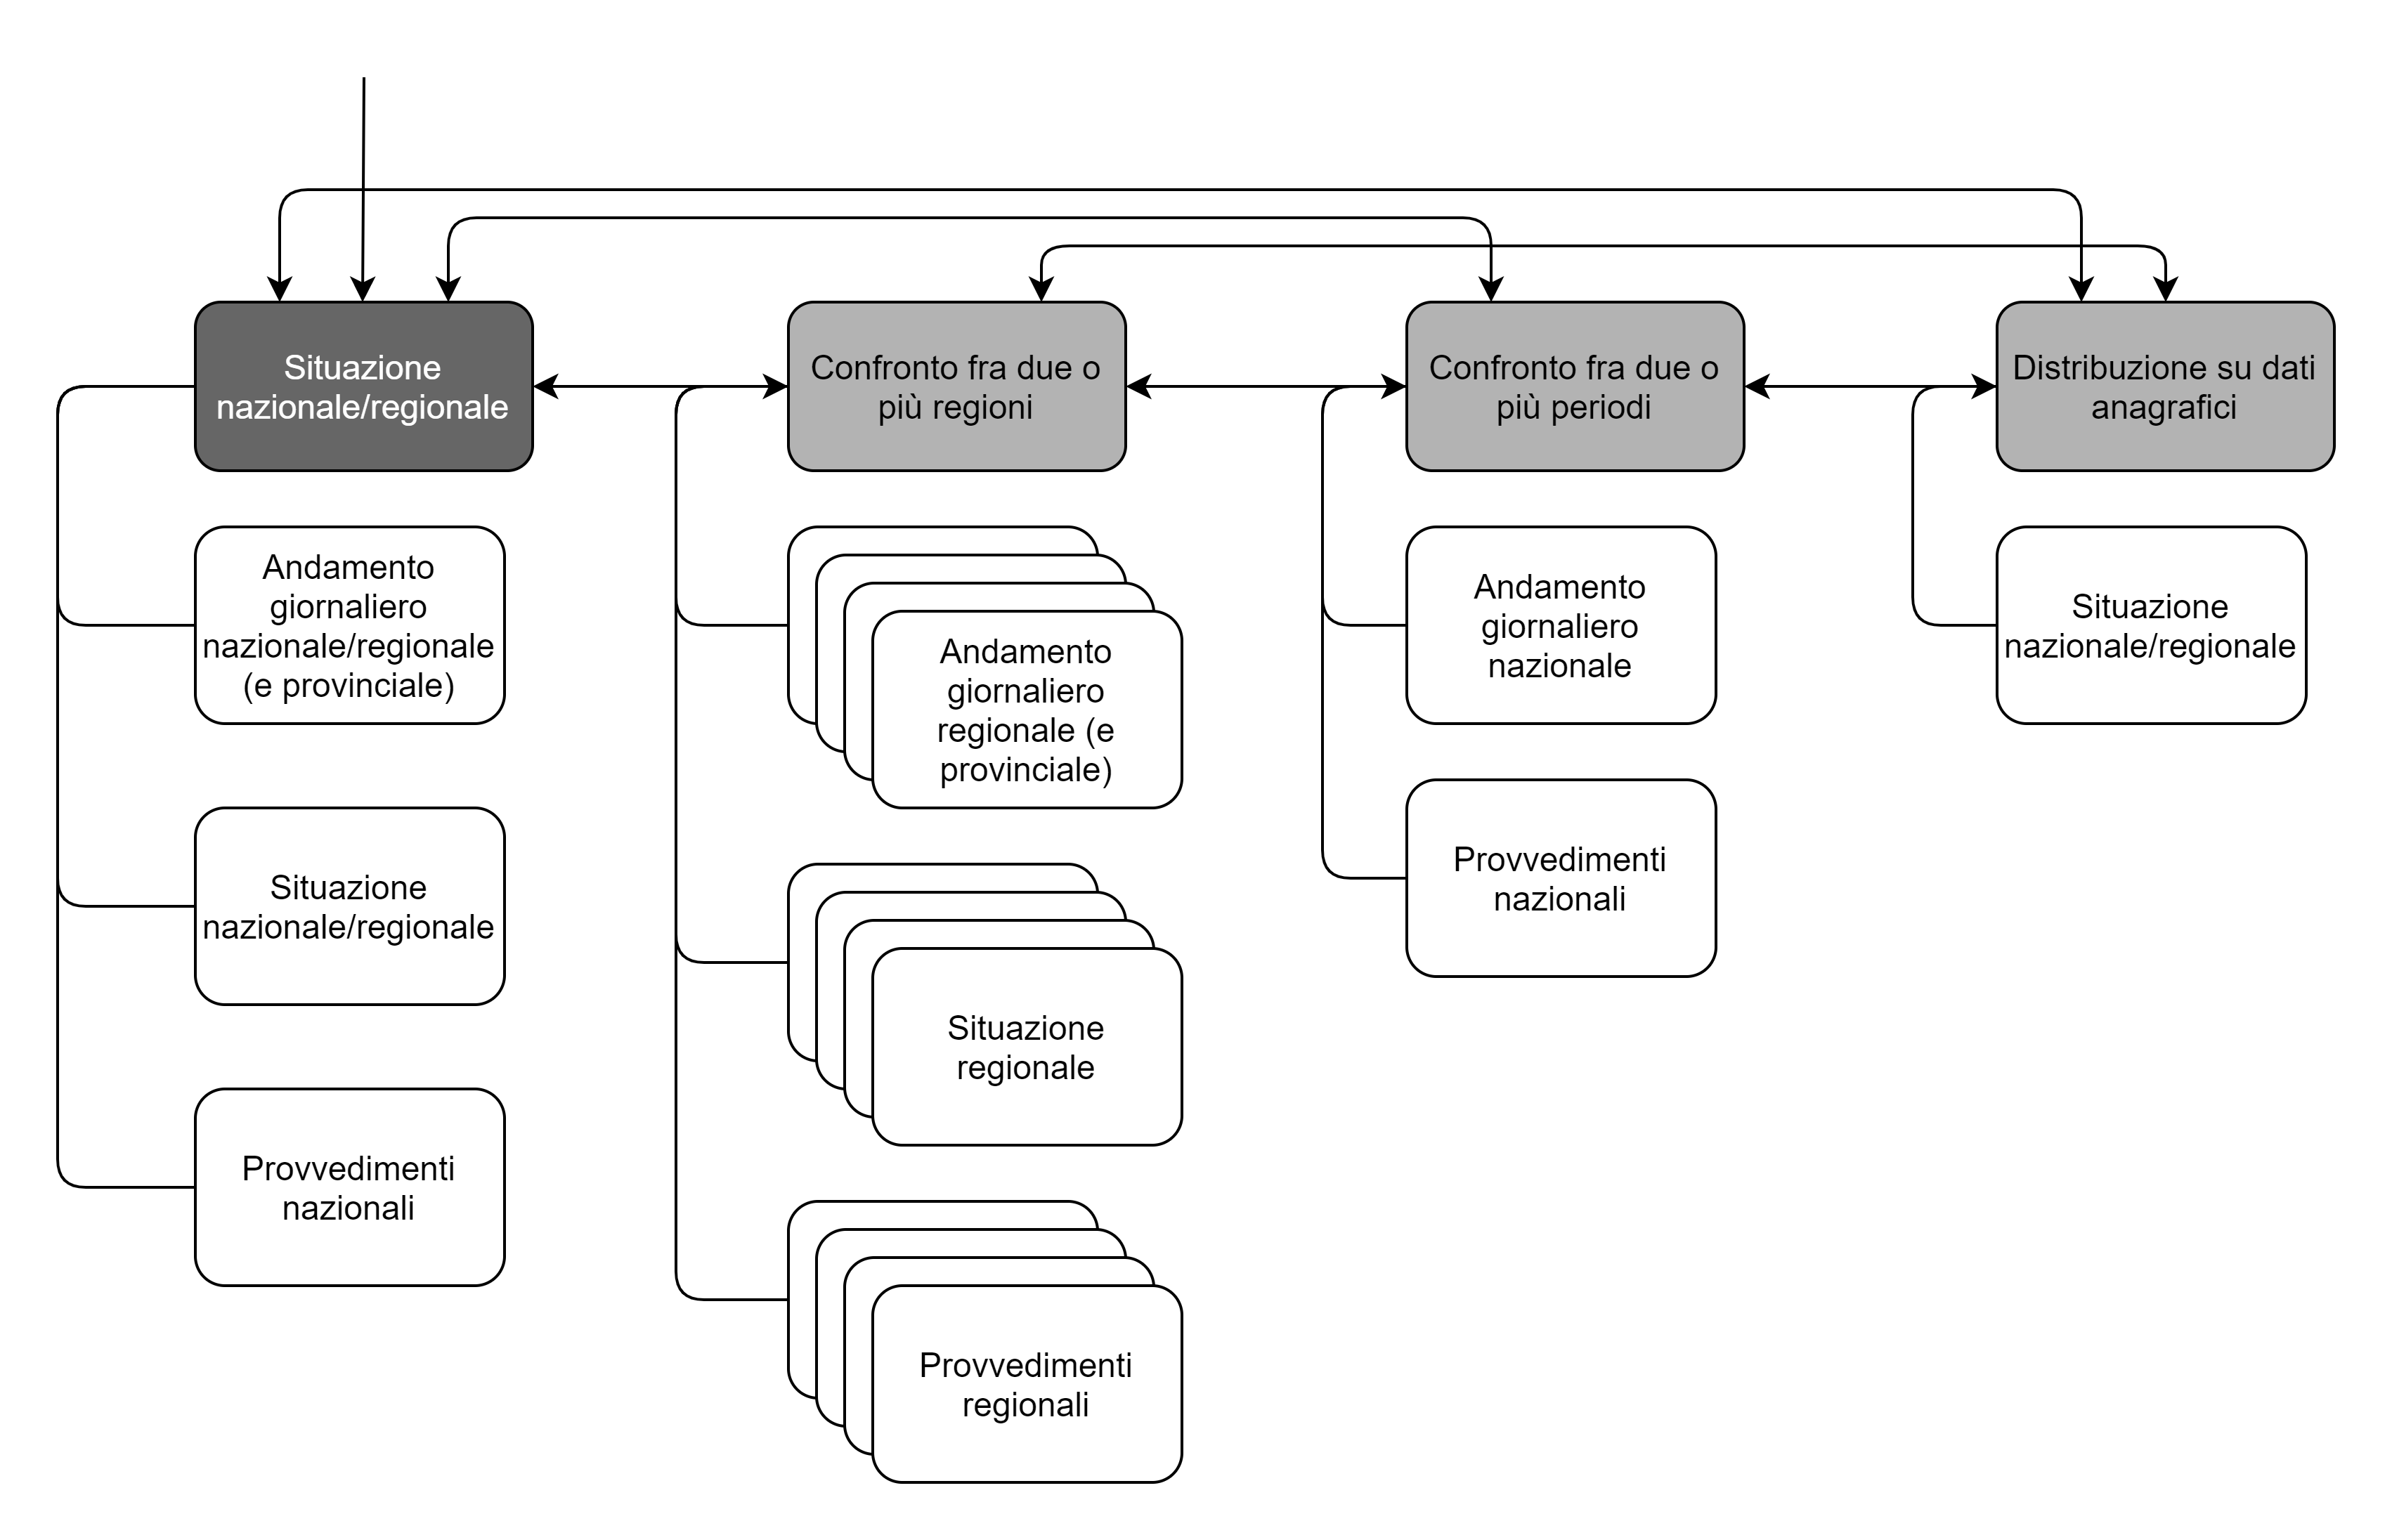 Situazione
nazionale/regionale
Confronto fra due o
più regioni
Confronto fra due o
più periodi
Distribuzione su dati
anagrafici
Andamento
giornaliero
nazionale/regionale
(e provinciale)
Situazione
nazionale/regionale
Provvedimenti
nazionali
Andamento
giornaliero
regionale (e
provinciale)
Situazione
regionale
Provvedimenti
regionali
Andamento
giornaliero
nazionale
Provvedimenti
nazionali
Situazione
nazionale/regionale